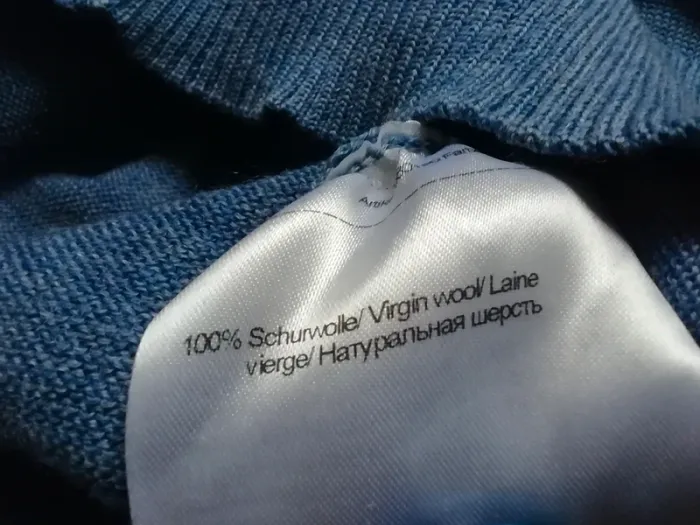 100% Schurwolle/ Virgin wool/ Laine
vierge/ Натуральная шерсть